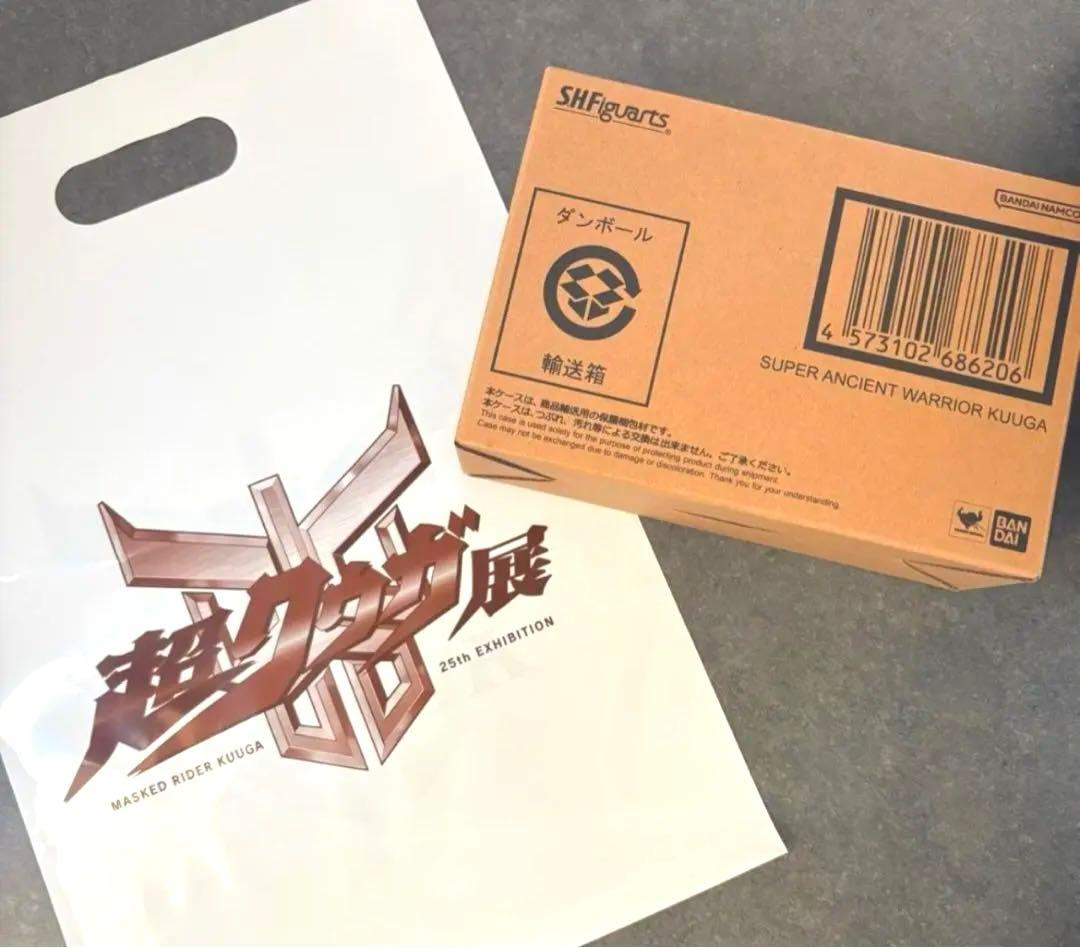 S.H.Figuarts
BANDAI NAMCO
ダンボール
輸送箱
4 573102 686206
SUPER ANCIENT WARRIOR KUUGA
本ケースは、商品輸送用の保護梱包材です。
本ケースは、つぶれ、汚れ等による交換は出来ません。ご了承ください。
This case is used solely for the purpose of protecting product during shipment.
Case may not be exchanged due to damage or discoloration. Thank you for your understanding.
BAN
DAI
超クウガ展
25th EXHIBITION
MASKED RIDER KUUGA